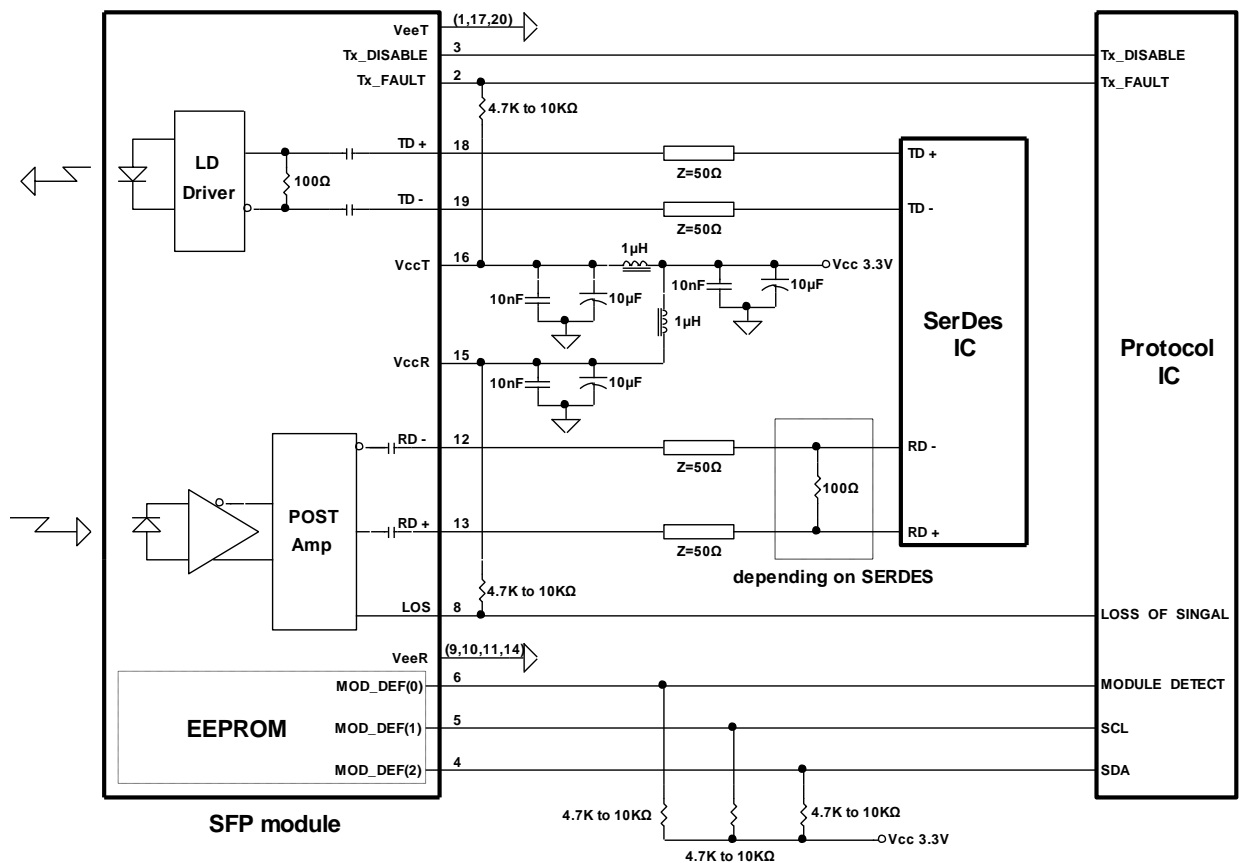 VeeT (1,17,20)
Tx_DISABLE 3 Tx_DISABLE
Tx_FAULT 2 Tx_FAULT
4.7K to 10KΩ
LD
Driver
100Ω
TD + 18 TD +
Z=50Ω
TD - 19 TD -
Z=50Ω
1µH
VccT 16 Vcc 3.3V
10nF 10µF 10nF 10µF
1µH
SerDes
IC
Protocol
IC
VccR 15
10nF 10µF
RD - 12 RD -
Z=50Ω
100Ω
POST
Amp
RD + 13 RD +
Z=50Ω
depending on SERDES
4.7K to 10KΩ
LOS 8 LOSS OF SINGAL
VeeR (9,10,11,14)
MOD_DEF(0) 6 MODULE DETECT
EEPROM
MOD_DEF(1) 5 SCL
MOD_DEF(2) 4 SDA
SFP module
4.7K to 10KΩ 4.7K to 10KΩ
Vcc 3.3V
4.7K to 10KΩ